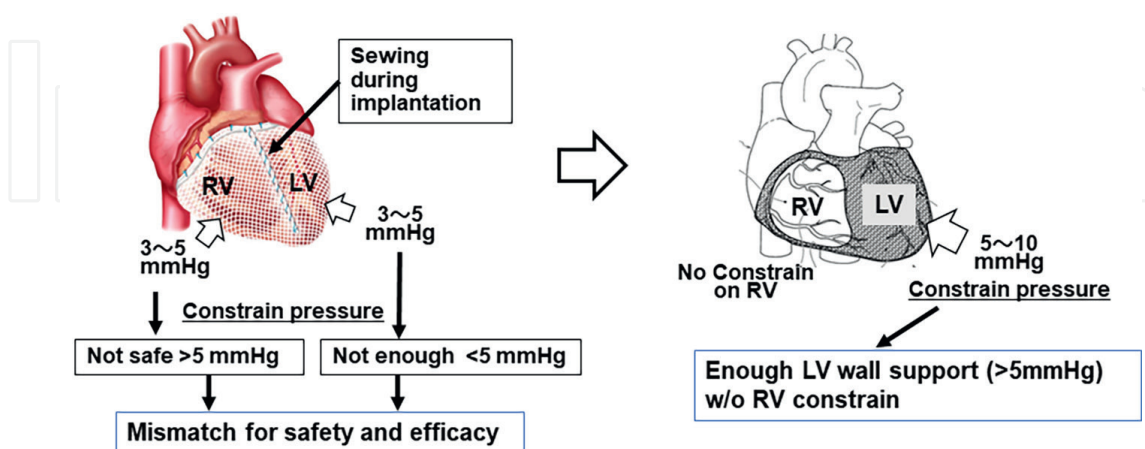 Sewing
during
implantation
RV
LV
3～5
mmHg
3～5
mmHg
Constrain pressure
Not safe >5 mmHg
Not enough <5 mmHg
Mismatch for safety and efficacy
RV
LV
No Constrain
on RV
5～10
mmHg
Constrain pressure
Enough LV wall support (>5mmHg)
w/o RV constrain